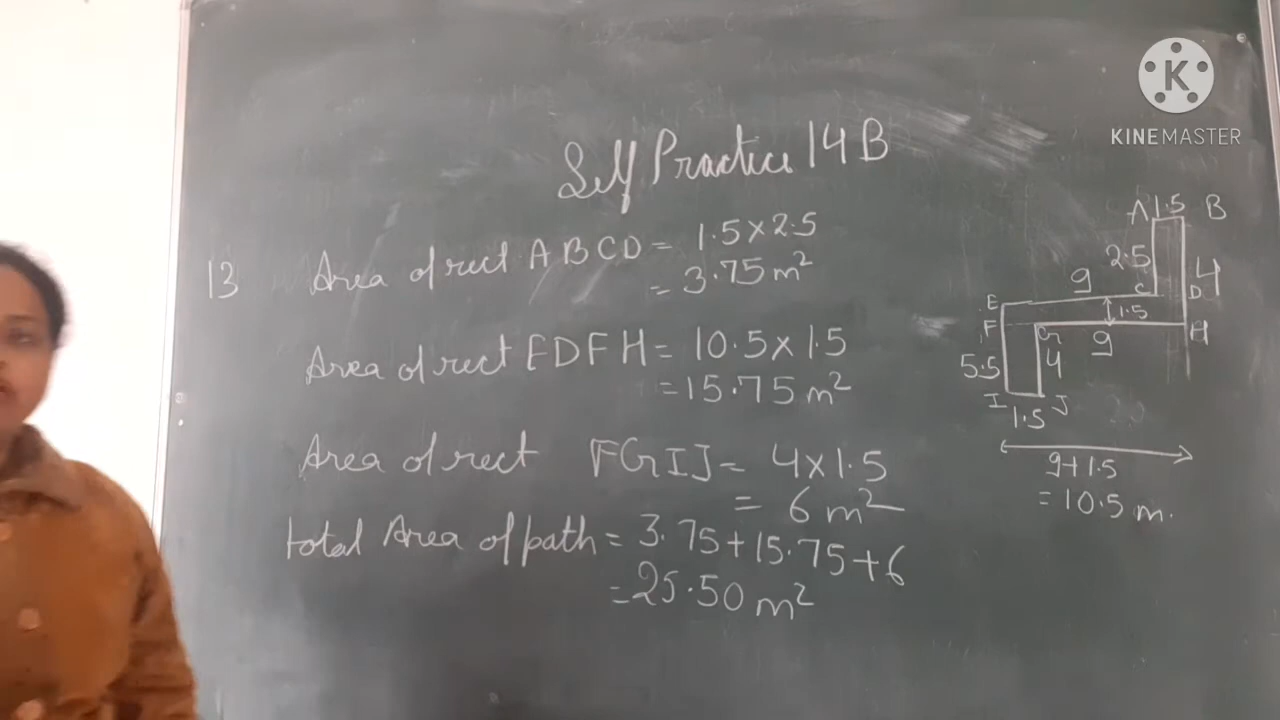 K
KINEMASTER
Self Practice 14B
13 Area of rect. ABCD = 1.5 × 2.5
= 3.75 m²
Area of rect EDFH = 10.5 × 1.5
= 15.75 m²
Area of rect FGIJ = 4 × 1.5
= 6 m²
total Area of path = 3.75 + 15.75 + 6
= 25.50 m²
A 1.5 B
2.5 4
9 C D
E 1.5
F G 9 H
5.5 4
I J
1.5
9+1.5
= 10.5 m.